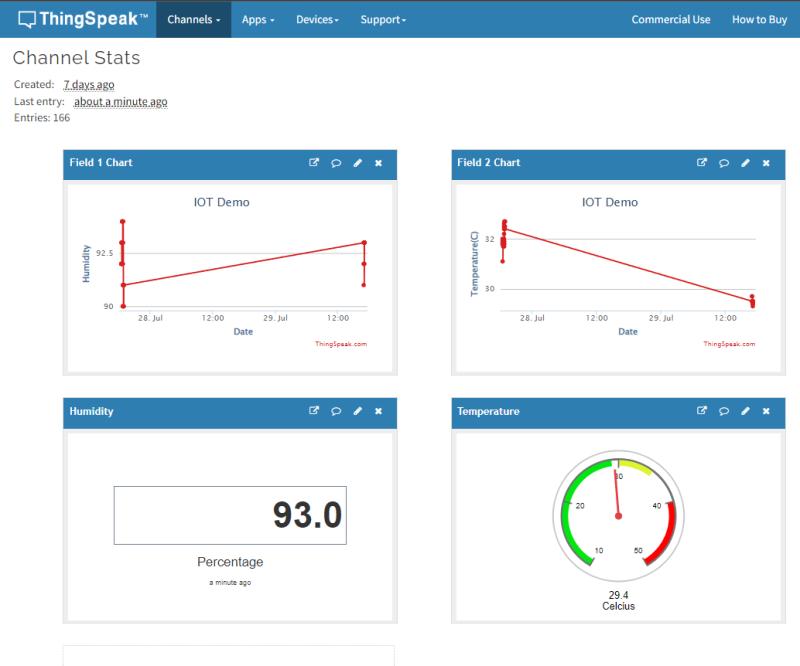 ThingSpeak™ Channels Apps Devices Support Commercial Use How to Buy
Channel Stats
Created: 7 days ago
Last entry: about a minute ago
Entries: 166
Field 1 Chart
IOT Demo
Humidity
92.5
90
28. Jul 12:00 29. Jul 12:00
Date
ThingSpeak.com
Field 2 Chart
IOT Demo
Temperature(C)
32
30
28. Jul 12:00 29. Jul 12:00
Date
ThingSpeak.com
Humidity
93.0
Percentage
a minute ago
Temperature
30
20 40
10 50
29.4
Celcius